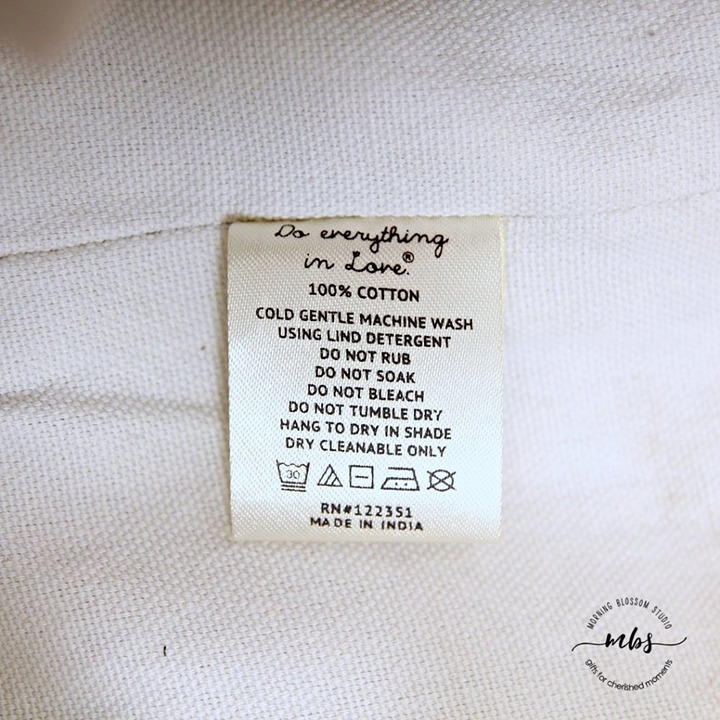 Do everything
in Love.®
100% COTTON
COLD GENTLE MACHINE WASH
USING LIND DETERGENT
DO NOT RUB
DO NOT SOAK
DO NOT BLEACH
DO NOT TUMBLE DRY
HANG TO DRY IN SHADE
DRY CLEANABLE ONLY
30
RN#122351
MADE IN INDIA
MORNING BLOSSOM STUDIO
mbs
gifts for cherished moments